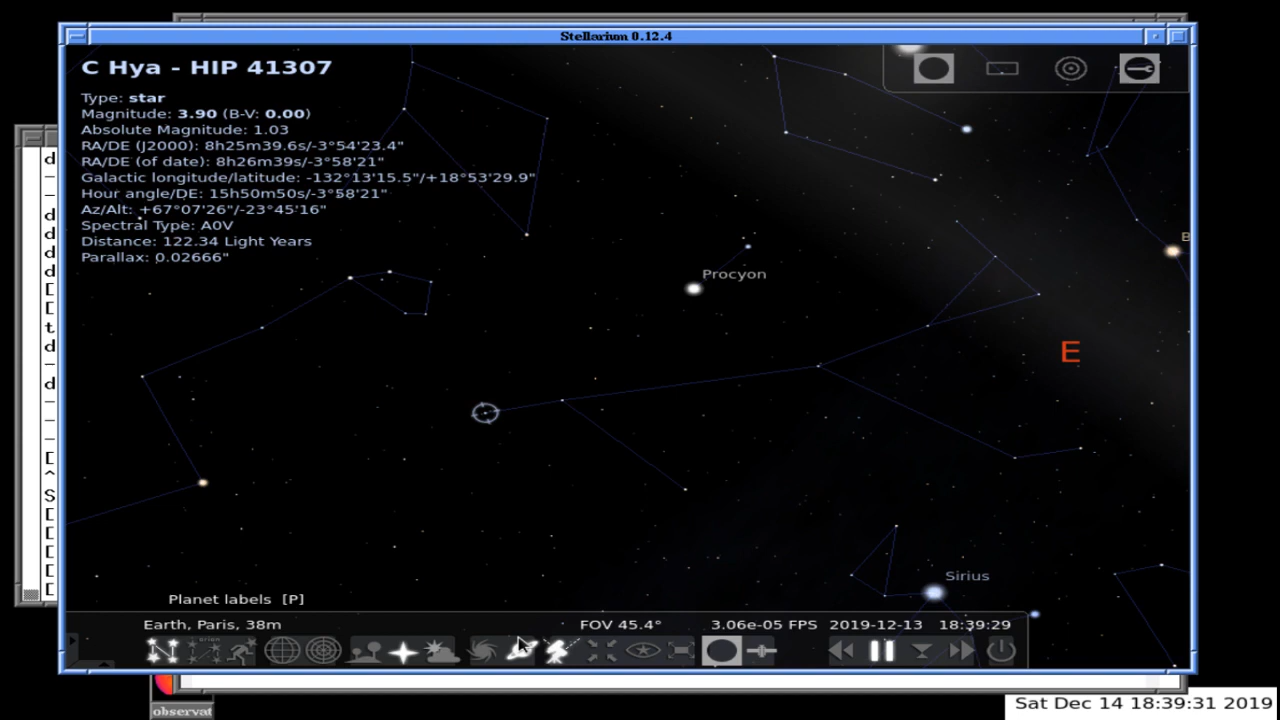 Stellarium 0.12.4
C Hya - HIP 41307
Type: star
Magnitude: 3.90 (B-V: 0.00)
Absolute Magnitude: 1.03
RA/DE (J2000): 8h25m39.6s/-3°54'23.4"
RA/DE (of date): 8h26m39s/-3°58'21"
Galactic longitude/latitude: -132°13'15.5"/+18°53'29.9"
Hour angle/DE: 15h50m50s/-3°58'21"
Az/Alt: +67°07'26"/-23°45'16"
Spectral Type: A0V
Distance: 122.34 Light Years
Parallax: 0.02666"
B
Procyon
E
Sirius
Planet labels [P]
Earth, Paris, 38m FOV 45.4° 3.06e-05 FPS 2019-12-13 18:39:29
observat
Sat Dec 14 18:39:31 2019